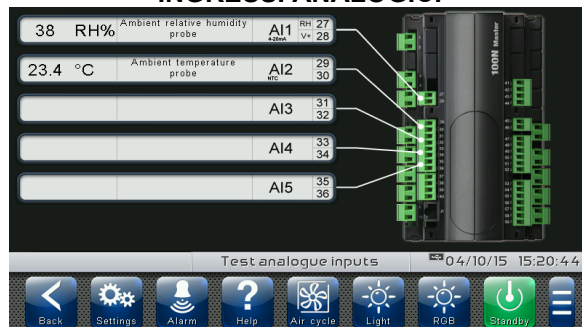 INGRESSI ANALOGICI
38 RH% Ambient relative humidity probe AI1 4-20mA RH 27 V+ 28
23.4 °C Ambient temperature probe AI2 NTC 29 30
AI3 31 32
AI4 33 34
AI5 35 36
100N Master
Test analogue inputs 04/10/15 15:20:44
Back Settings Alarm Help Air cycle Light RGB Standby